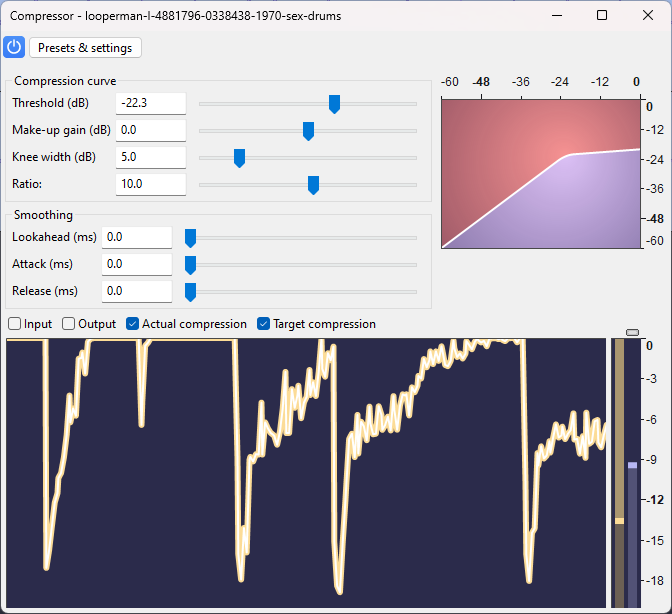 Compressor - looperman-l-4881796-0338438-1970-sex-drums
Presets & settings
Compression curve
Threshold (dB) -22.3
Make-up gain (dB) 0.0
Knee width (dB) 5.0
Ratio: 10.0
-60 -48 -36 -24 -12 0
0
-12
-24
-36
-48
-60
Smoothing
Lookahead (ms) 0.0
Attack (ms) 0.0
Release (ms) 0.0
Input Output Actual compression Target compression
0
-3
-6
-9
-12
-15
-18